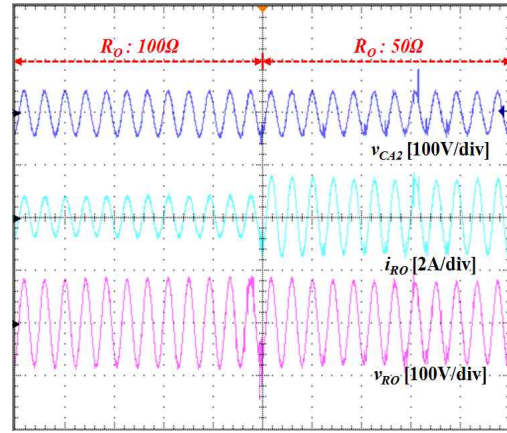 R_O : 100Ω R_O : 50Ω
v_CA2 [100V/div]
i_RO [2A/div]
v_RO [100V/div]